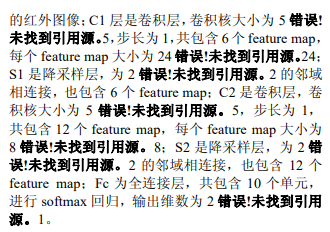 的红外图像；C1 层是卷积层，卷积核大小为 5 错误!
未找到引用源。5，步长为 1，共包含 6 个 feature map，
每个 feature map 大小为 24 错误!未找到引用源。24；
S1 是降采样层，为 2 错误!未找到引用源。2 的邻域
相连接，也包含 6 个 feature map；C2 是卷积层，卷
积核大小为 5 错误!未找到引用源。5，步长为 1，
共包含 12 个 feature map，每个 feature map 大小为
8 错误!未找到引用源。8；S2 是降采样层，为 2 错
误!未找到引用源。2 的邻域相连接，也包含 12 个
feature map；Fc 为全连接层，共包含 10 个单元，
进行 softmax 回归，输出维数为 2 错误!未找到引用
源。1。